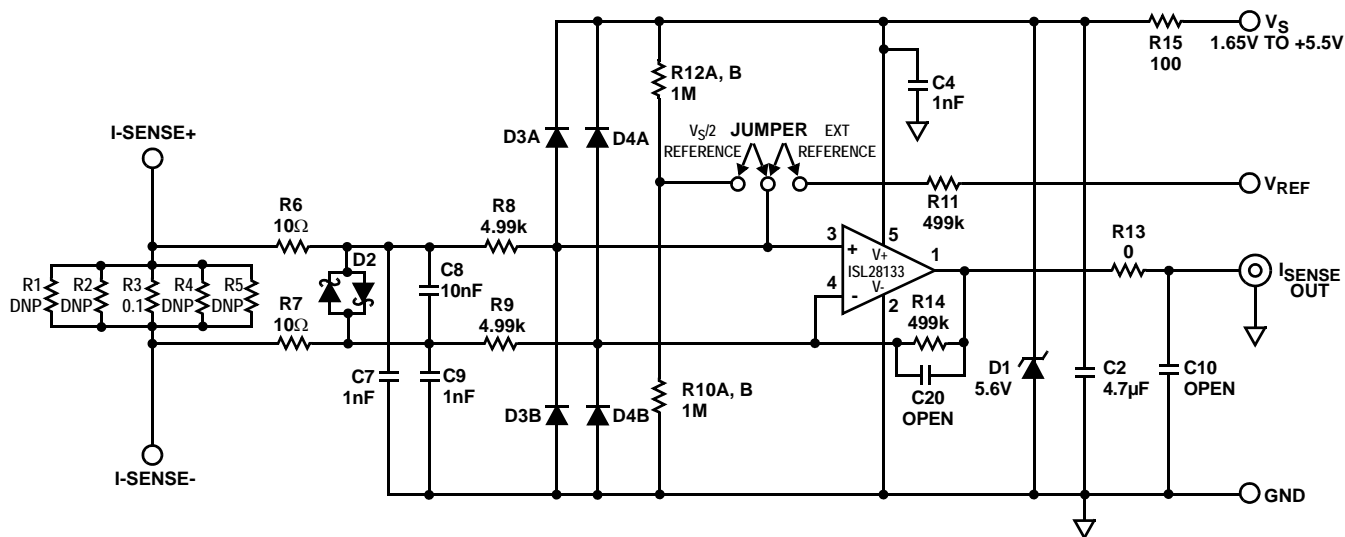 I-SENSE+
R1
DNP
R2
DNP
R3
0.1
R4
DNP
R5
DNP
I-SENSE-
R6
10Ω
R7
10Ω
D2
C7
1nF
C8
10nF
C9
1nF
R8
4.99k
R9
4.99k
D3A
D4A
D3B
D4B
R12A, B
1M
R10A, B
1M
VS/2
REFERENCE
JUMPER
EXT
REFERENCE
C4
1nF
R11
499k
3
+
4
-
5
V+
ISL28133
V-
2
1
R14
499k
C20
OPEN
R13
0
D1
5.6V
C2
4.7µF
C10
OPEN
R15
100
VS
1.65V TO +5.5V
VREF
ISENSE
OUT
GND